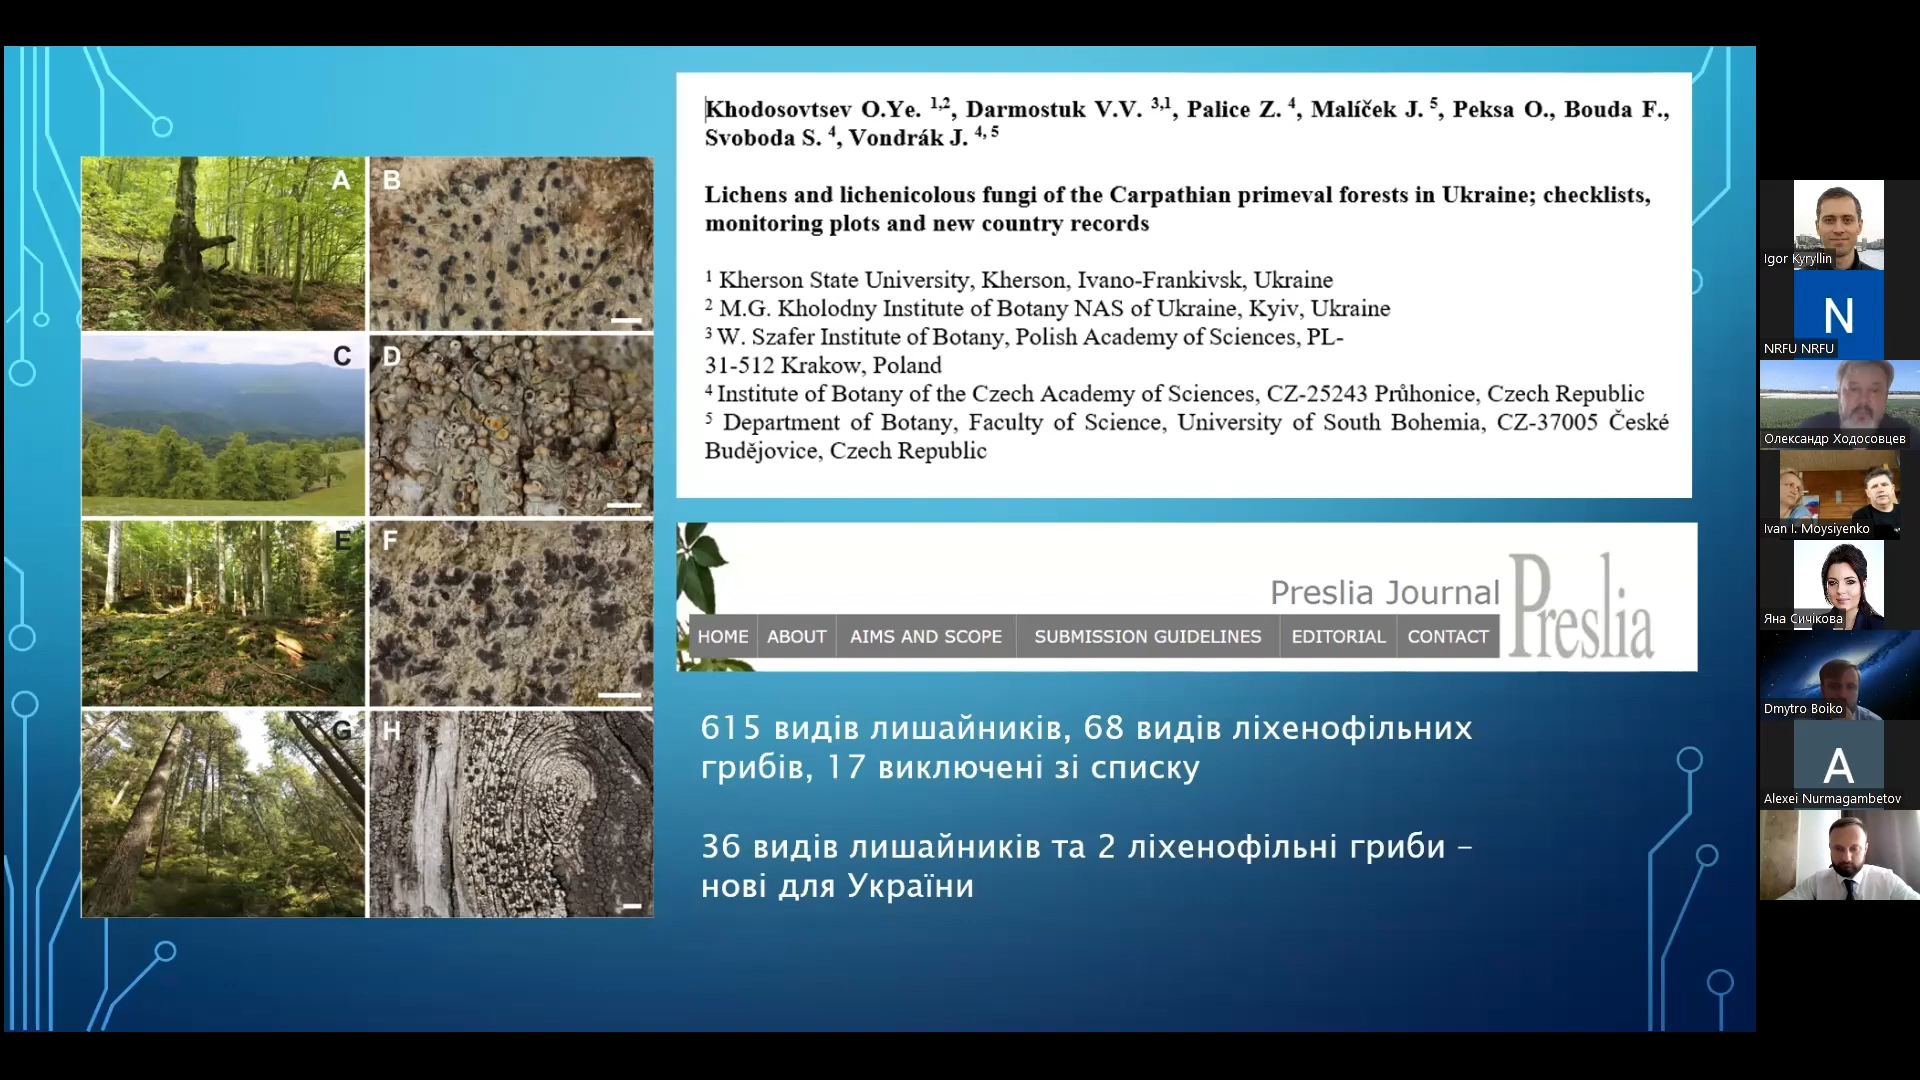 Khodosovtsev O.Ye. 1,2, Darmostuk V.V. 3,1, Palice Z. 4, Malíček J. 5, Peksa O., Bouda F.,
Svoboda S. 4, Vondrák J. 4, 5
Lichens and lichenicolous fungi of the Carpathian primeval forests in Ukraine; checklists,
monitoring plots and new country records
1 Kherson State University, Kherson, Ivano-Frankivsk, Ukraine
2 M.G. Kholodny Institute of Botany NAS of Ukraine, Kyiv, Ukraine
3 W. Szafer Institute of Botany, Polish Academy of Sciences, PL-
31-512 Krakow, Poland
4 Institute of Botany of the Czech Academy of Sciences, CZ-25243 Průhonice, Czech Republic
5 Department of Botany, Faculty of Science, University of South Bohemia, CZ-37005 České
Budějovice, Czech Republic
A
B
C
D
E
F
G
H
Preslia Journal
Preslia
HOME ABOUT AIMS AND SCOPE SUBMISSION GUIDELINES EDITORIAL CONTACT
615 видів лишайників, 68 видів ліхенофільних
грибів, 17 виключені зі списку
36 видів лишайників та 2 ліхенофільні гриби –
нові для України
Igor Kyryllin
N
NRFU NRFU
Олександр Ходосовцев
Ivan I. Moysiyenko
Яна Сичікова
Dmytro Boiko
A
Alexei Nurmagambetov